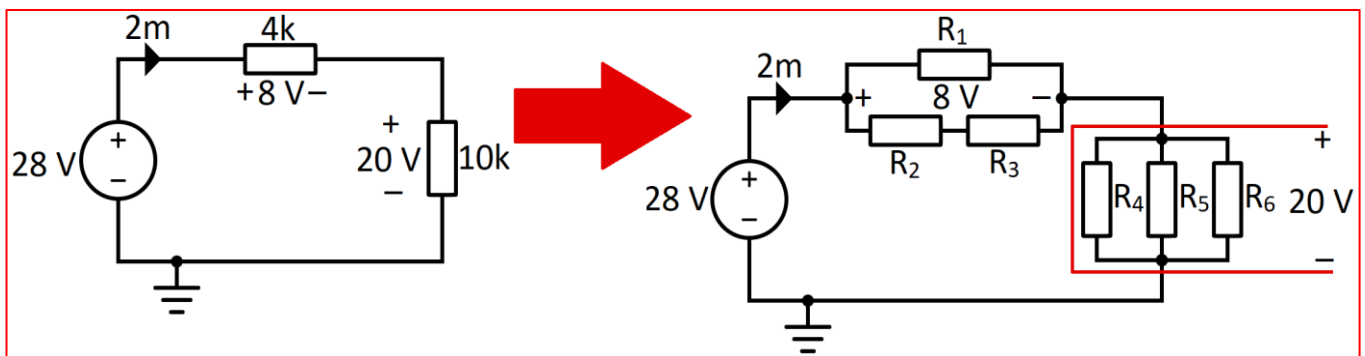 2m
4k
+8 V–
28 V
+
–
+
20 V
–
10k
2m
R₁
+
8 V
–
R₂
R₃
28 V
+
–
R₄
R₅
R₆
+
20 V
–